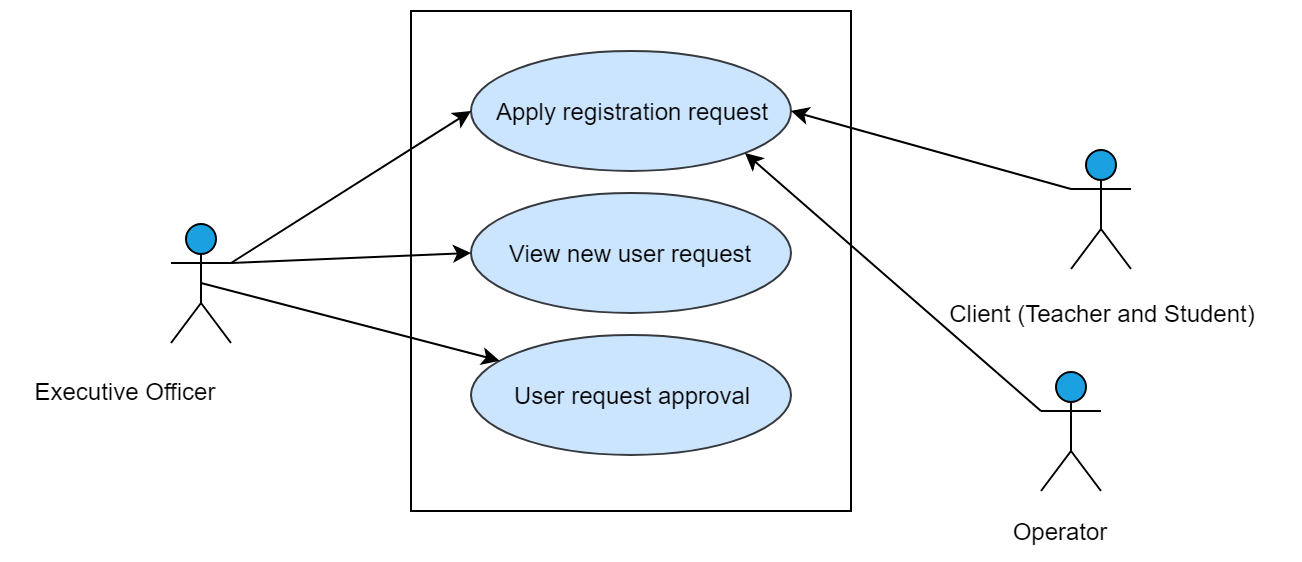 Apply registration request
View new user request
Client (Teacher and Student)
Executive Officer
User request approval
Operator